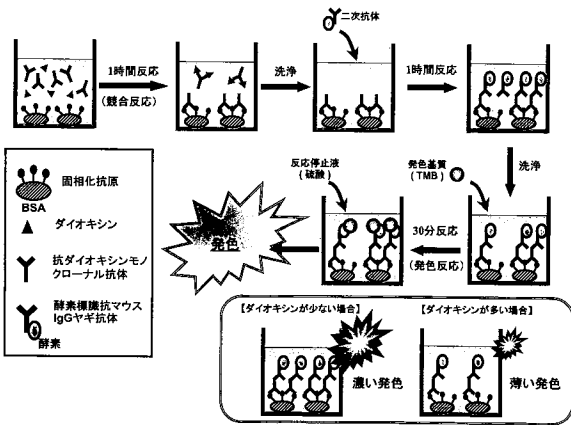 二次抗体
1時間反応
(競合反応)
洗浄
1時間反応
洗浄
固相化抗原
BSA
ダイオキシン
抗ダイオキシンモノ
クローナル抗体
酵素標識抗マウス
IgGヤギ抗体
酵素
反応停止液
(硫酸)
発色基質
(TMB)
30分反応
(発色反応)
発色
【ダイオキシンが少ない場合】
【ダイオキシンが多い場合】
濃い発色
薄い発色